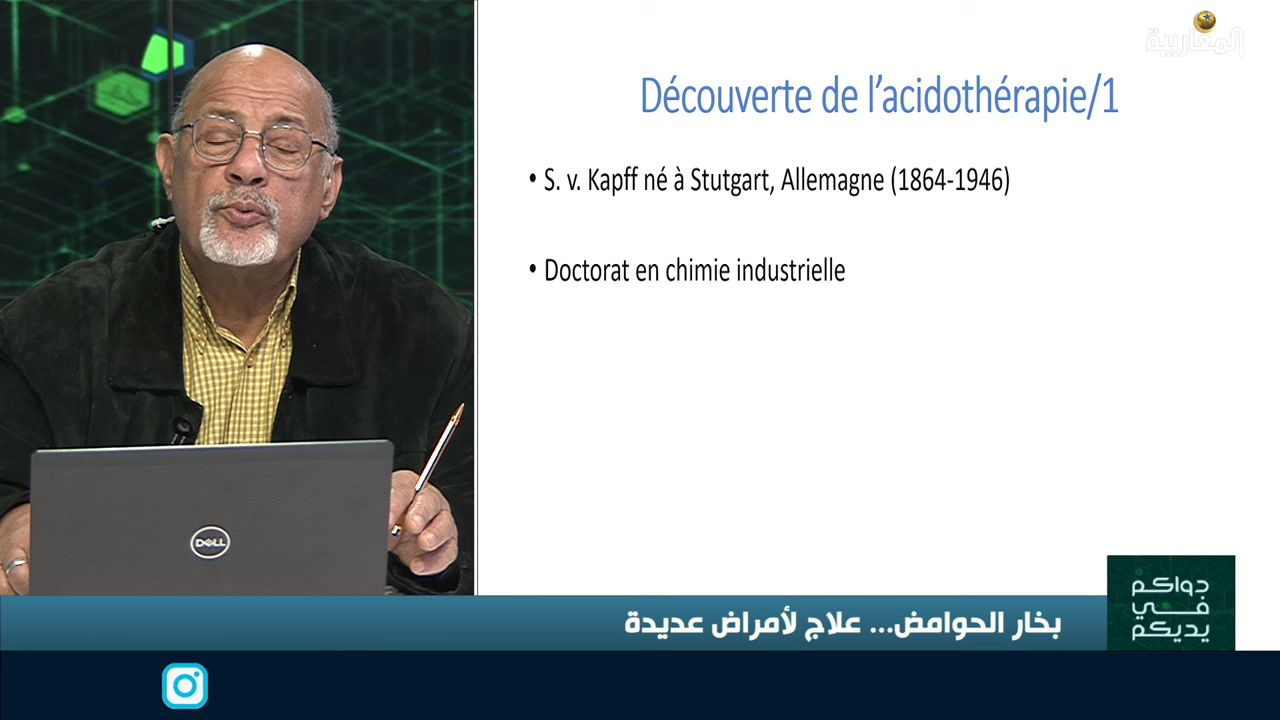 المغاربية
Découverte de l’acidothérapie/1
• S. v. Kapff né à Stutgart, Allemagne (1864-1946)
• Doctorat en chimie industrielle
DELL
دواكم
في
يديكم
بخار الحوامض... علاج لأمراض عديدة